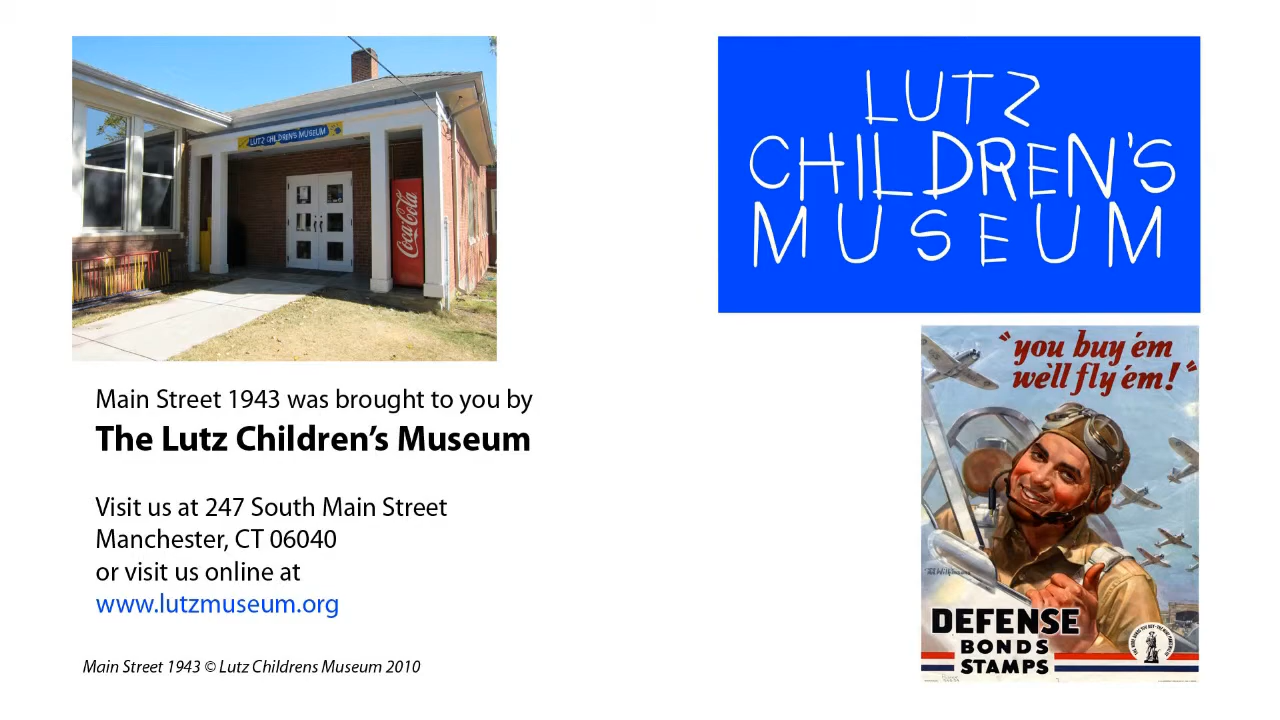 LUTZ CHILDREN'S MUSEUM
Coca-Cola
Main Street 1943 was brought to you by
The Lutz Children’s Museum
Visit us at 247 South Main Street
Manchester, CT 06040
or visit us online at
www.lutzmuseum.org
Main Street 1943 © Lutz Childrens Museum 2010
LUTZ
CHILDREN'S
MUSEUM
"you buy 'em
we'll fly 'em!"
DEFENSE
BONDS
STAMPS